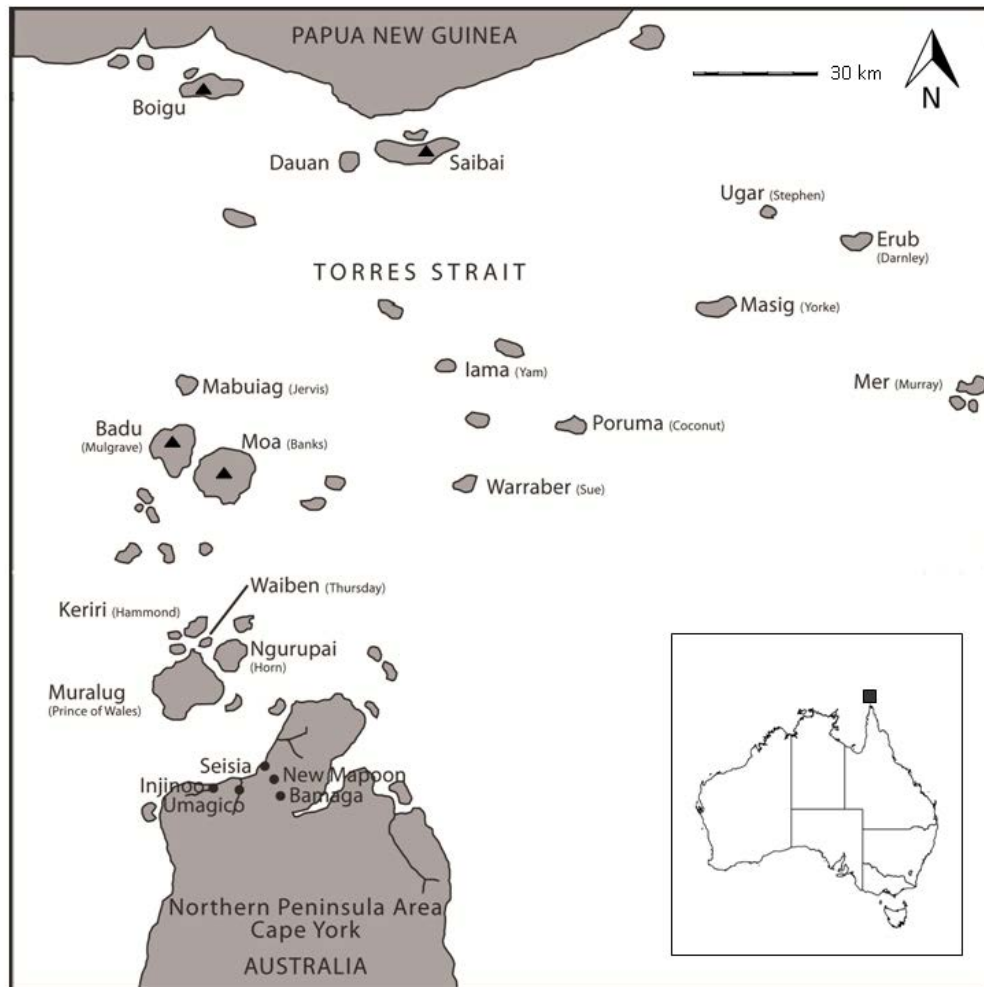 PAPUA NEW GUINEA
30 km
N
Boigu
Dauan
Saibai
Ugar (Stephen)
Erub
(Darnley)
TORRES STRAIT
Masig (Yorke)
Iama (Yam)
Mabuiag (Jervis)
Mer (Murray)
Badu
(Mulgrave)
Moa (Banks)
Poruma (Coconut)
Warraber (Sue)
Waiben (Thursday)
Keriri (Hammond)
Ngurupai
(Horn)
Muralug
(Prince of Wales)
Seisia
Injinoo
New Mapoon
Umagico
Bamaga
Northern Peninsula Area
Cape York
AUSTRALIA